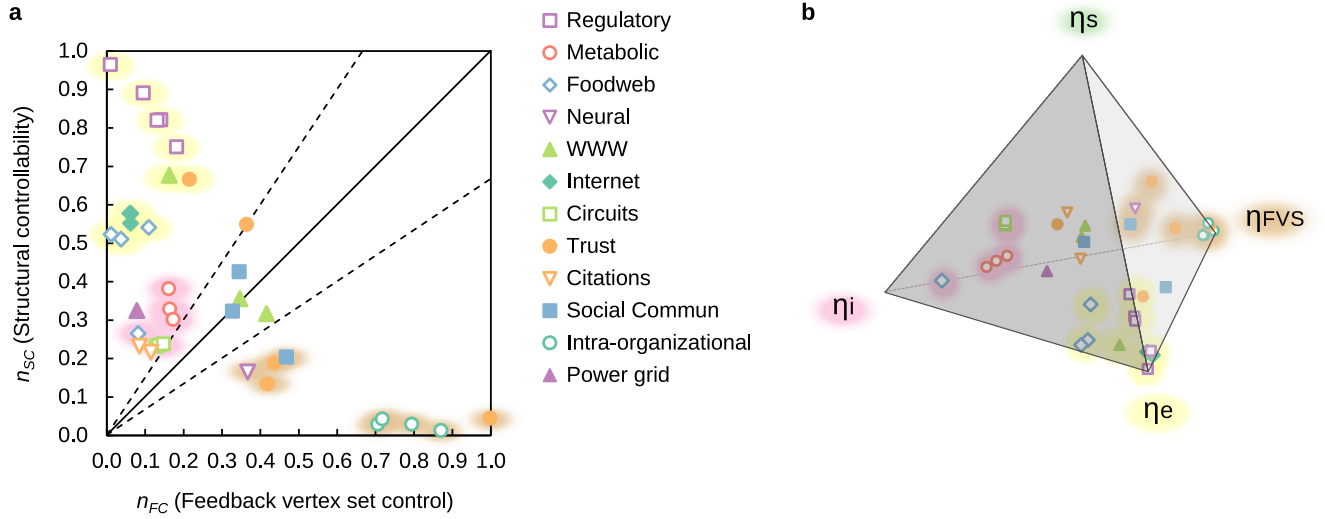 a
n_SC (Structural controllability)
1.0
0.9
0.8
0.7
0.6
0.5
0.4
0.3
0.2
0.1
0.0
0.0 0.1 0.2 0.3 0.4 0.5 0.6 0.7 0.8 0.9 1.0
n_FC (Feedback vertex set control)
Regulatory
Metabolic
Foodweb
Neural
WWW
Internet
Circuits
Trust
Citations
Social Commun
Intra-organizational
Power grid
b
ηs
ηFVS
ηi
ηe